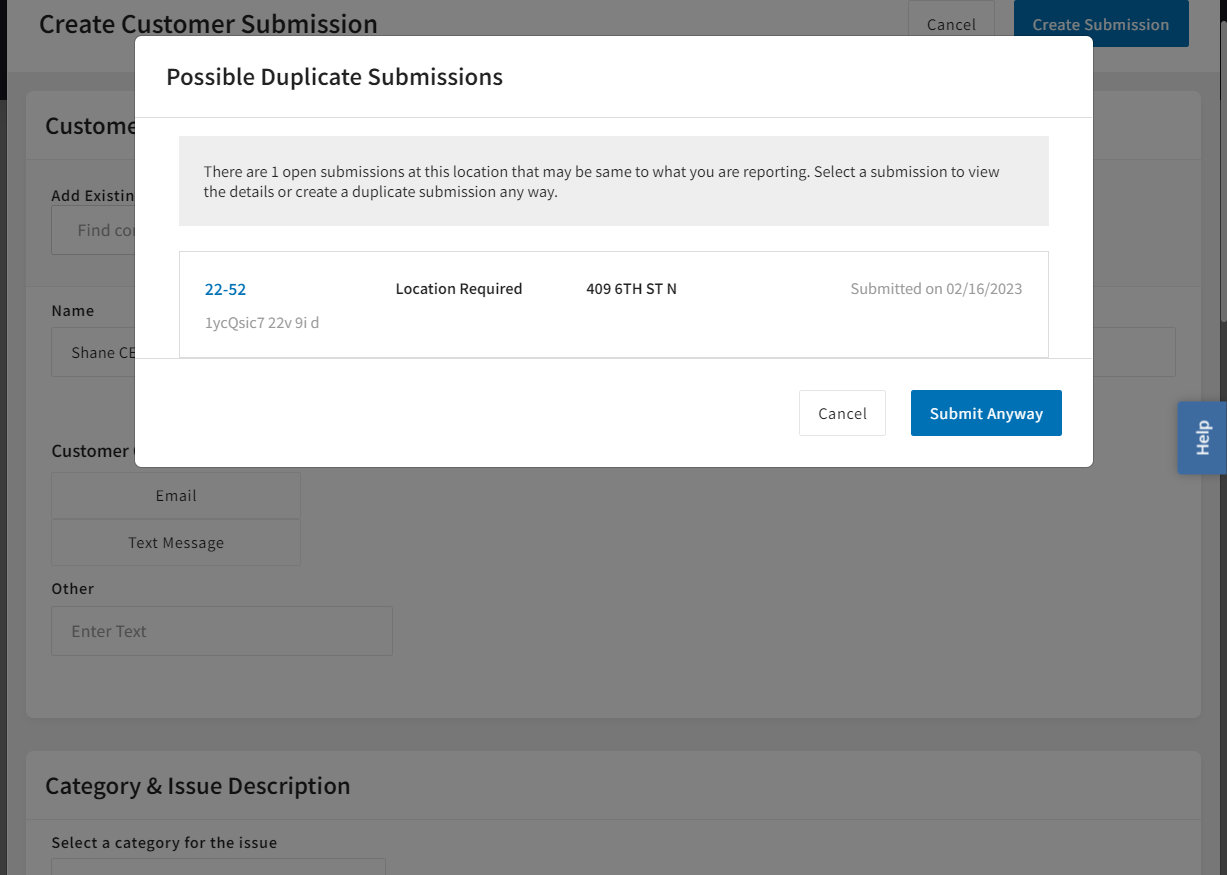 Create Customer Submission
Cancel
Create Submission
Possible Duplicate Submissions
There are 1 open submissions at this location that may be same to what you are reporting. Select a submission to view
the details or create a duplicate submission any way.
22-52 Location Required 409 6TH ST N Submitted on 02/16/2023
1ycQsic7 22v 9i d
Cancel
Submit Anyway
Custome
Add Existin
Find co
Name
Shane CE
Customer
Email
Text Message
Other
Enter Text
Help
Category & Issue Description
Select a category for the issue